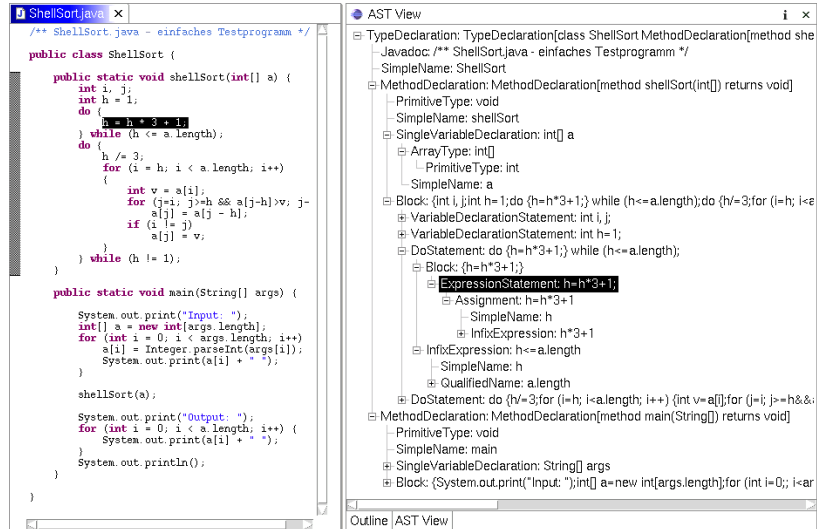 ShellSort.java
/** ShellSort.java - einfaches Testprogramm */
public class ShellSort {
public static void shellSort(int[] a) {
int i, j;
int h = 1;
do {
h = h * 3 + 1;
} while (h <= a.length);
do {
h /= 3;
for (i = h; i < a.length; i++)
{
int v = a[i];
for (j=i; j>=h && a[j-h]>v; j-
a[j] = a[j - h];
if (i != j)
a[j] = v;
}
} while (h != 1);
}
public static void main(String[] args) {
System.out.print("Input: ");
int[] a = new int[args.length];
for (int i = 0; i < args.length; i++)
a[i] = Integer.parseInt(args[i]);
System.out.print(a[i] + " ");
}
shellSort(a);
System.out.print("Output: ");
for (int i = 0; i < a.length; i++) {
System.out.print(a[i] + " ");
}
System.out.println();
}
}
AST View
TypeDeclaration: TypeDeclaration[class ShellSort MethodDeclaration[method she
Javadoc: /** ShellSort.java - einfaches Testprogramm */
SimpleName: ShellSort
MethodDeclaration: MethodDeclaration[method shellSort(int[]) returns void]
PrimitiveType: void
SimpleName: shellSort
SingleVariableDeclaration: int[] a
ArrayType: int[]
PrimitiveType: int
SimpleName: a
Block: {int i, j;int h=1;do {h=h*3+1;} while (h<=a.length);do {h/=3;for (i=h; i<a
VariableDeclarationStatement: int i, j;
VariableDeclarationStatement: int h=1;
DoStatement: do {h=h*3+1;} while (h<=a.length);
Block: {h=h*3+1;}
ExpressionStatement: h=h*3+1;
Assignment: h=h*3+1
SimpleName: h
InfixExpression: h*3+1
InfixExpression: h<=a.length
SimpleName: h
QualifiedName: a.length
DoStatement: do {h/=3;for (i=h; i<a.length; i++) {int v=a[i];for (j=i; j>=h&&a
MethodDeclaration: MethodDeclaration[method main(String[]) returns void]
PrimitiveType: void
SimpleName: main
SingleVariableDeclaration: String[] args
Block: {System.out.print("Input: ");int[] a=new int[args.length];for (int i=0;; i<ar
Outline
AST View